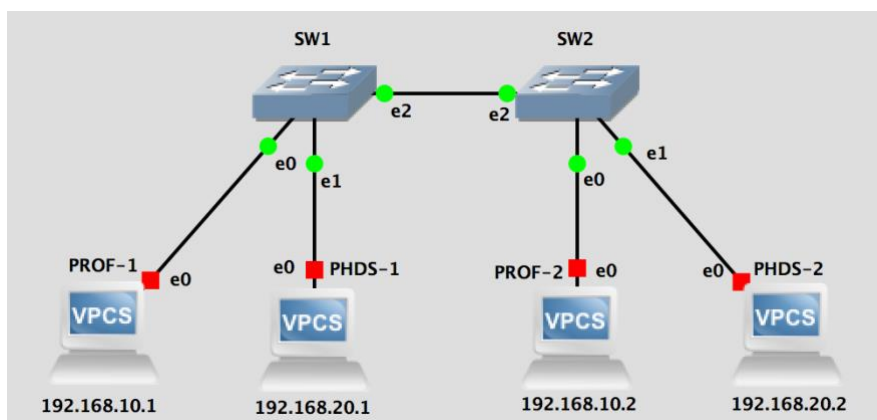 SW1
SW2
e2
e2
e0
e1
e0
e1
PROF-1
e0
e0
PHDS-1
PROF-2
e0
e0
PHDS-2
VPCS
VPCS
VPCS
VPCS
192.168.10.1
192.168.20.1
192.168.10.2
192.168.20.2